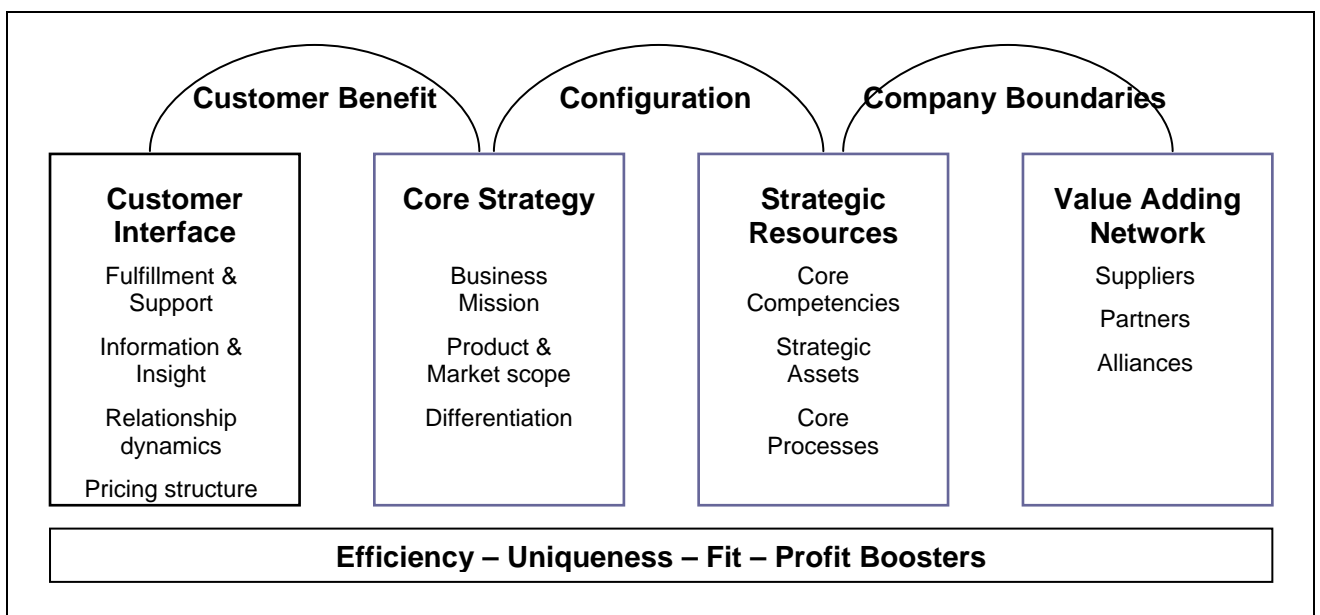 Customer Benefit
Configuration
Company Boundaries
Customer
Interface
Fulfillment &
Support
Information &
Insight
Relationship
dynamics
Pricing structure
Core Strategy
Business
Mission
Product &
Market scope
Differentiation
Strategic
Resources
Core
Competencies
Strategic
Assets
Core
Processes
Value Adding
Network
Suppliers
Partners
Alliances
Efficiency – Uniqueness – Fit – Profit Boosters